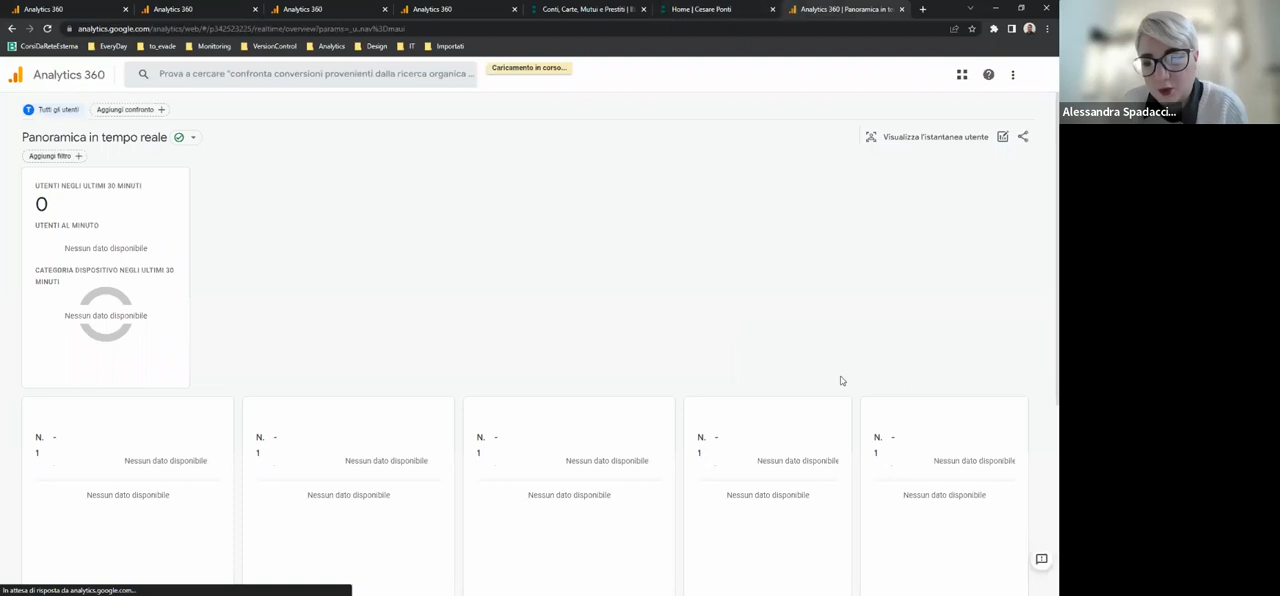 Analytics 360
Analytics 360
Analytics 360
Analytics 360
Conti, Carte, Mutui e Prestiti | B
Home | Cesare Ponti
Analytics 360 | Panoramica in te
analytics.google.com/analytics/web/#/p342523225/realtime/overview?params=_u.nav%3Dmaui
CorsiDaReteEsterna
EveryDay
to_evade
Monitoring
VersionControl
Analytics
Design
IT
Importati
Analytics 360
Prova a cercare "confronta conversioni provenienti dalla ricerca organica ...
Caricamento in corso...
T Tutti gli utenti
Aggiungi confronto +
Panoramica in tempo reale
Visualizza l'istantanea utente
Aggiungi filtro +
UTENTI NEGLI ULTIMI 30 MINUTI
0
UTENTI AL MINUTO
Nessun dato disponibile
CATEGORIA DISPOSITIVO NEGLI ULTIMI 30
MINUTI
Nessun dato disponibile
N. -
1
Nessun dato disponibile
Nessun dato disponibile
N. -
1
Nessun dato disponibile
Nessun dato disponibile
N. -
1
Nessun dato disponibile
Nessun dato disponibile
N. -
1
Nessun dato disponibile
Nessun dato disponibile
N. -
1
Nessun dato disponibile
Nessun dato disponibile
In attesa di risposta da analytics.google.com...
Alessandra Spadacci...